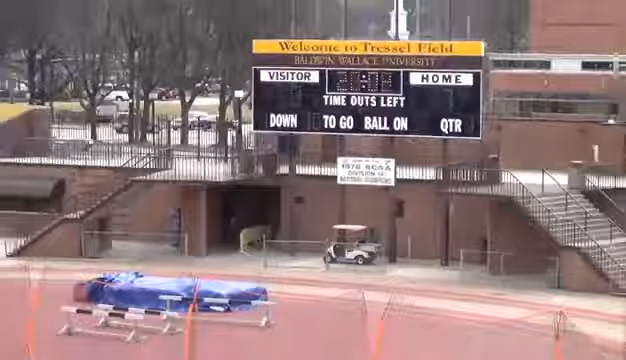 Welcome to Tressel Field
BALDWIN WALLACE UNIVERSITY
VISITOR
HOME
TIME OUTS LEFT
DOWN
TO GO
BALL ON
QTR
1978 NCAA
DIVISION III
NATIONAL CHAMPIONS